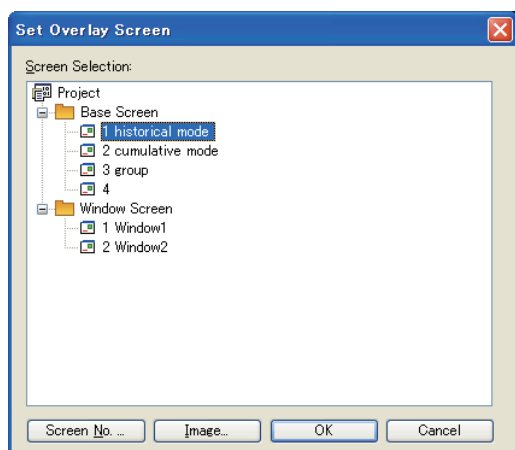 Set Overlay Screen
Screen Selection:
Project
Base Screen
1 historical mode
2 cumulative mode
3 group
4
Window Screen
1 Window1
2 Window2
Screen No. ... Image... OK Cancel